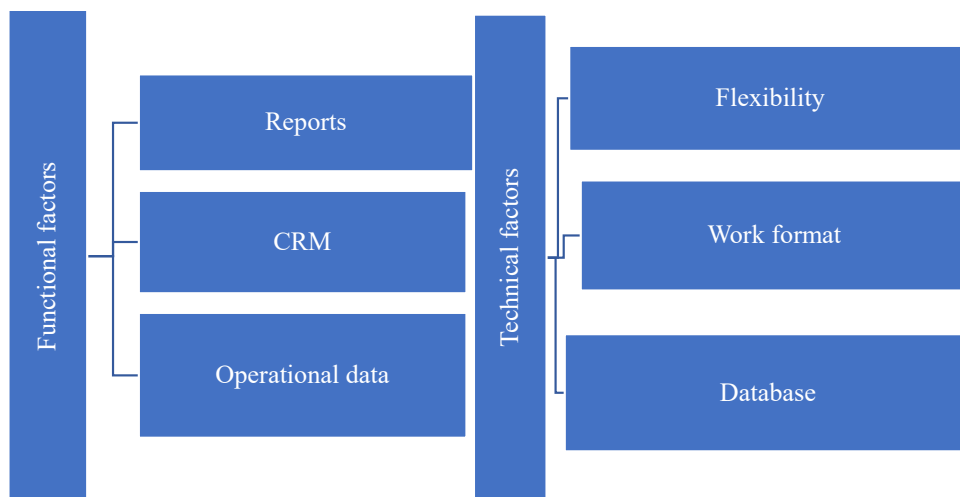 Functional factors
Reports
CRM
Operational data
Technical factors
Flexibility
Work format
Database